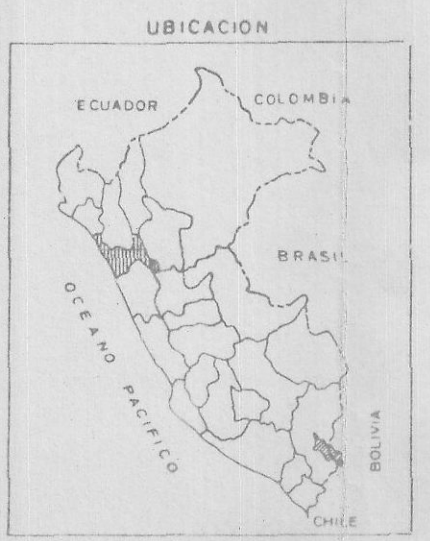 UBICACION
ECUADOR
COLOMBIA
BRASIL
OCEANO PACIFICO
BOLIVIA
CHILE